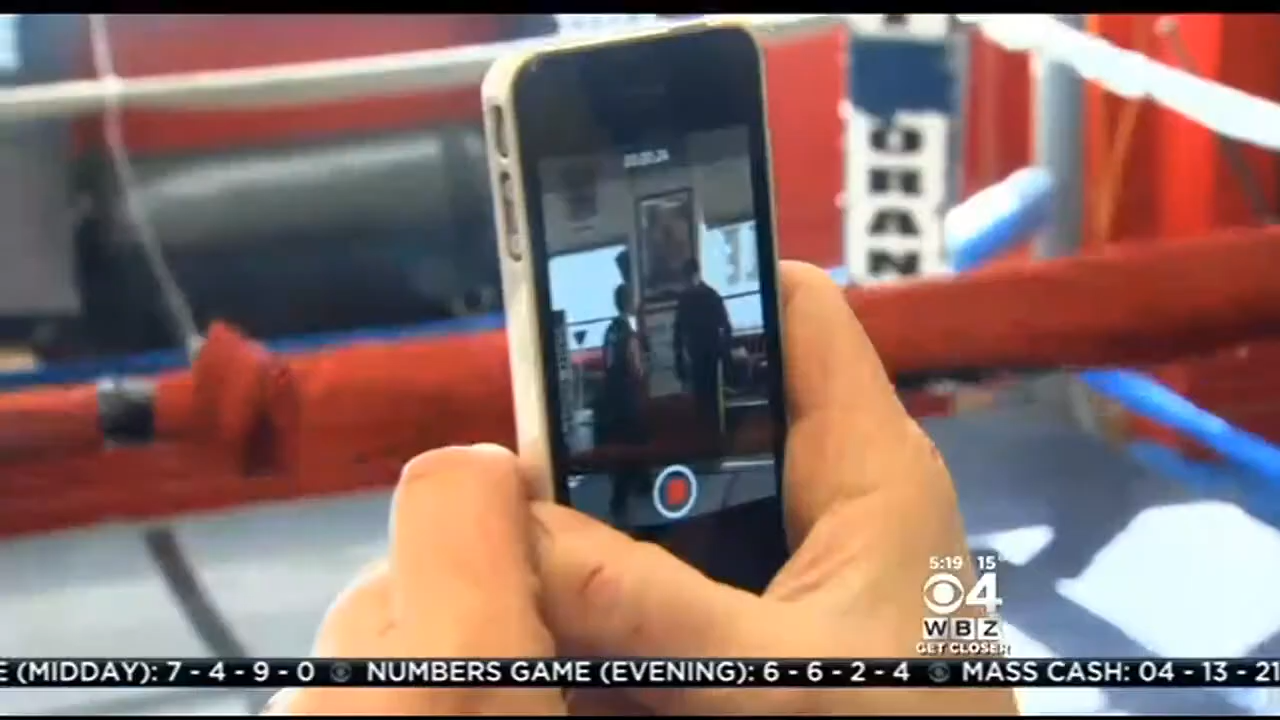 5:19 15°
4
WBZ
GET CLOSER
E (MIDDAY): 7 - 4 - 9 - 0 NUMBERS GAME (EVENING): 6 - 6 - 2 - 4 MASS CASH: 04 - 13 - 21